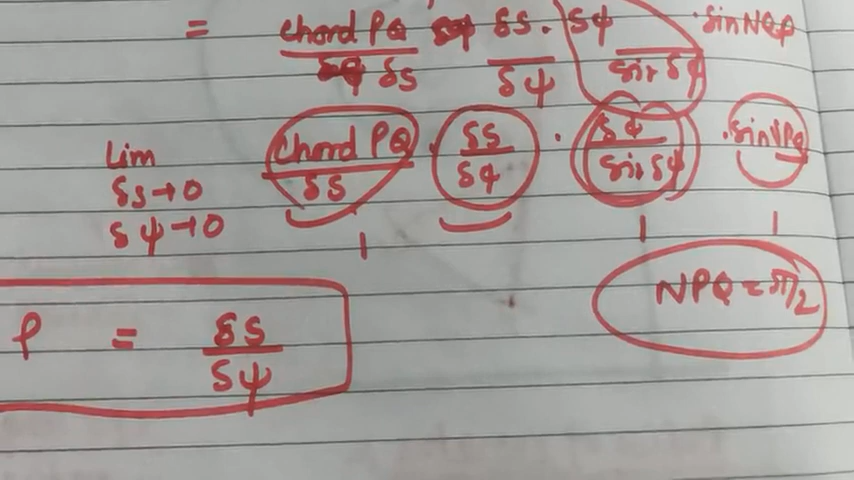 = chord PQ / δs δs / δψ · δψ / sin δψ · sin NQP
Lim δs→0 δψ→0 chord PQ / δs · δs / δψ · δψ / sin δψ · sin NPQ
1 1 1
NPQ = π/2
ρ = δs / δψ